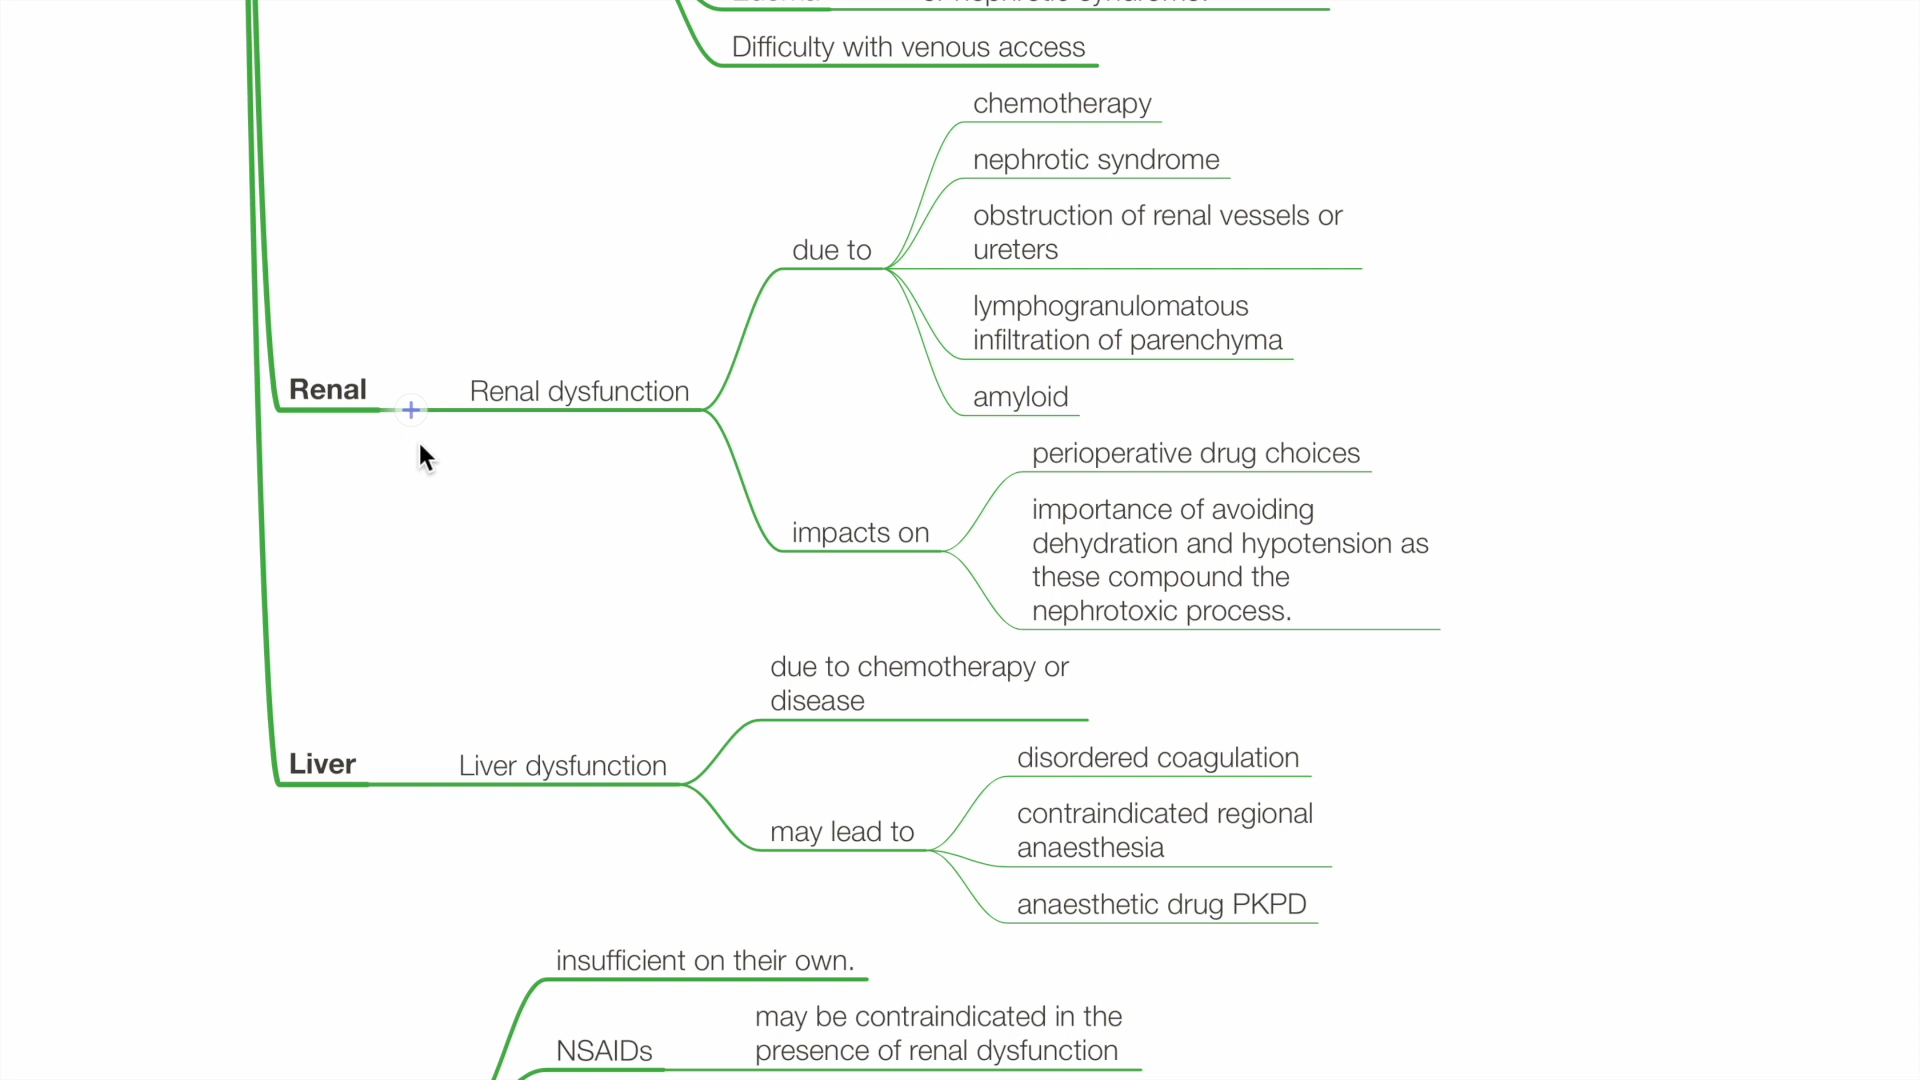 or nephrotic syndrome.
Difficulty with venous access
chemotherapy
nephrotic syndrome
obstruction of renal vessels or
ureters
due to
lymphogranulomatous
infiltration of parenchyma
Renal
Renal dysfunction
amyloid
perioperative drug choices
importance of avoiding
dehydration and hypotension as
these compound the
nephrotoxic process.
impacts on
due to chemotherapy or
disease
Liver
Liver dysfunction
disordered coagulation
contraindicated regional
anaesthesia
may lead to
anaesthetic drug PKPD
insufficient on their own.
NSAIDs
may be contraindicated in the
presence of renal dysfunction